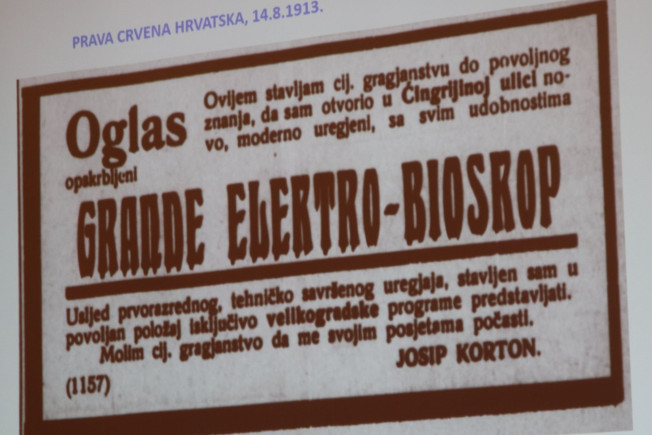 PRAVA CRVENA HRVATSKA, 14.8.1913.
Oglas
Ovijem stavljam cij. gragjanstvu do povoljnog
znanja, da sam otvorio u Čingrijinoj ulici no-
vo, moderno uregjeni, sa svim udobnostima
opskrbljeni
GRANDE ELEKTRO-BIOSKOP
Usljed prvorazrednog, tehničko savršenog uregjaja, stavljen sam u
povoljan položaj isključivo velikogradske programe predstavljati.
Molim cij. gragjanstvo da me svojim posjetama počasti.
JOSIP KORTON.
(1157)